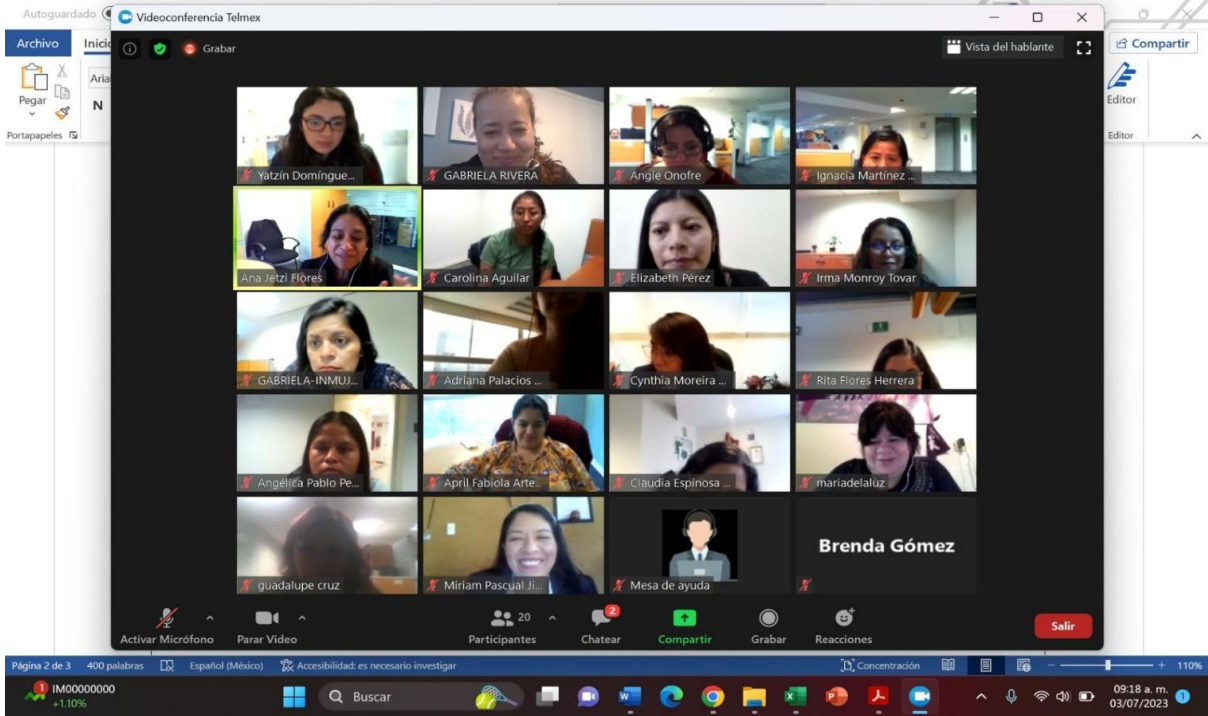 Autoguardado
Videoconferencia Telmex
Archivo
Inicio
Compartir
Grabar
Vista del hablante
Pegar
N
Editor
Portapapeles
Editor
Yatzín Domíngue...
GABRIELA RIVERA
Angie Onofre
Ignacia Martínez ...
Ana Jetzi Flores
Carolina Aguilar
Elizabeth Pérez
Irma Monroy Tovar
GABRIELA-INMUJ...
Adriana Palacios ...
Cynthia Moreira ...
Rita Flores Herrera
Angélica Pablo Pe...
April Fabiola Arte...
Claudia Espinosa ...
mariadelaluz
guadalupe cruz
Miriam Pascual Ji...
Mesa de ayuda
Brenda Gómez
20
2
Activar Micrófono
Parar Video
Participantes
Chatear
Compartir
Grabar
Reacciones
Salir
Página 2 de 3 400 palabras Español (México) Accesibilidad: es necesario investigar Concentración 110%
1 IM00000000
+1.10%
Buscar
09:18 a. m.
03/07/2023
1